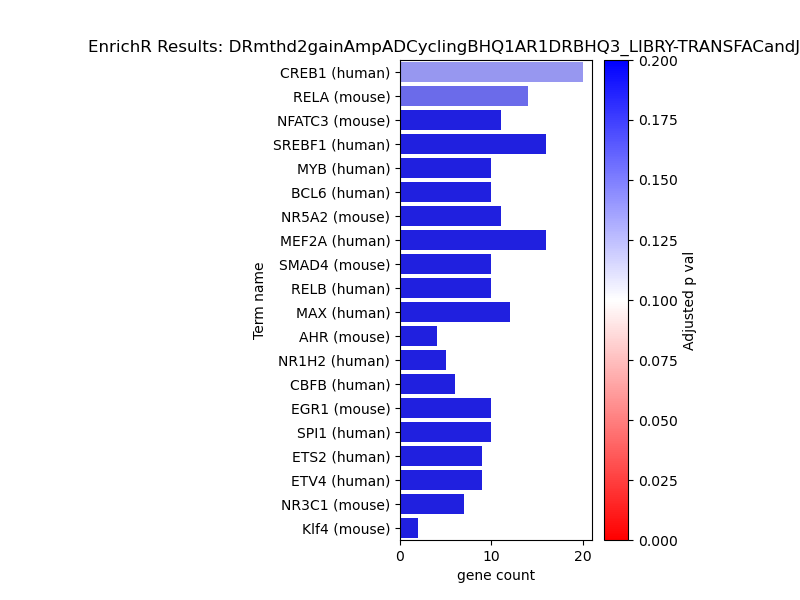 EnrichR Results: DRmthd2gainAmpADCyclingBHQ1AR1DRBHQ3_LIBRY-TRANSFACandJ
CREB1 (human)
RELA (mouse)
NFATC3 (mouse)
SREBF1 (human)
MYB (human)
BCL6 (human)
NR5A2 (mouse)
MEF2A (human)
SMAD4 (mouse)
RELB (human)
MAX (human)
AHR (mouse)
NR1H2 (human)
CBFB (human)
EGR1 (mouse)
SPI1 (human)
ETS2 (human)
ETV4 (human)
NR3C1 (mouse)
Klf4 (mouse)
Term name
0 10 20
gene count
0.200
0.175
0.150
0.125
0.100
0.075
0.050
0.025
0.000
Adjusted p val